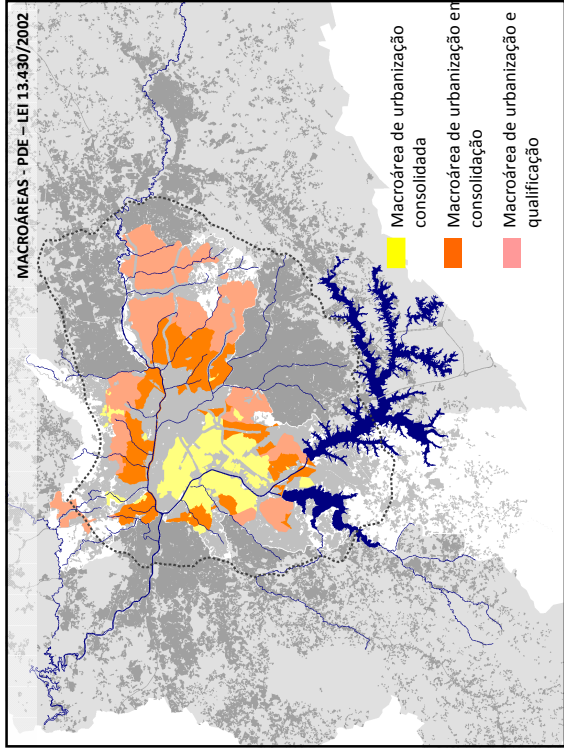 MACROÁREAS - PDE – LEI 13.430/2002
Macroárea de urbanização
consolidada
Macroárea de urbanização em
consolidação
Macroárea de urbanização e
qualificação